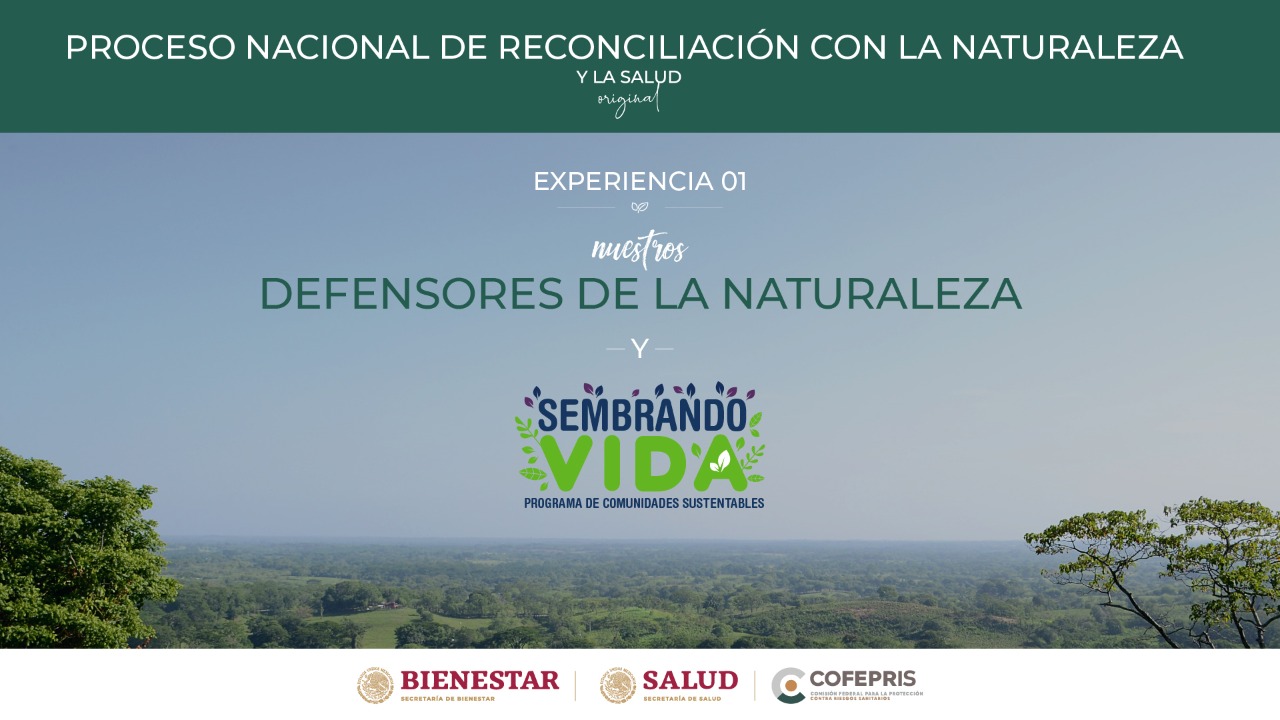 PROCESO NACIONAL DE RECONCILIACIÓN CON LA NATURALEZA
Y LA SALUD
original
EXPERIENCIA 01
nuestros
DEFENSORES DE LA NATURALEZA
Y
SEMBRANDO
VIDA
PROGRAMA DE COMUNIDADES SUSTENTABLES
BIENESTAR
SECRETARÍA DE BIENESTAR
SALUD
SECRETARÍA DE SALUD
COFEPRIS
COMISIÓN FEDERAL PARA LA PROTECCIÓN
CONTRA RIESGOS SANITARIOS